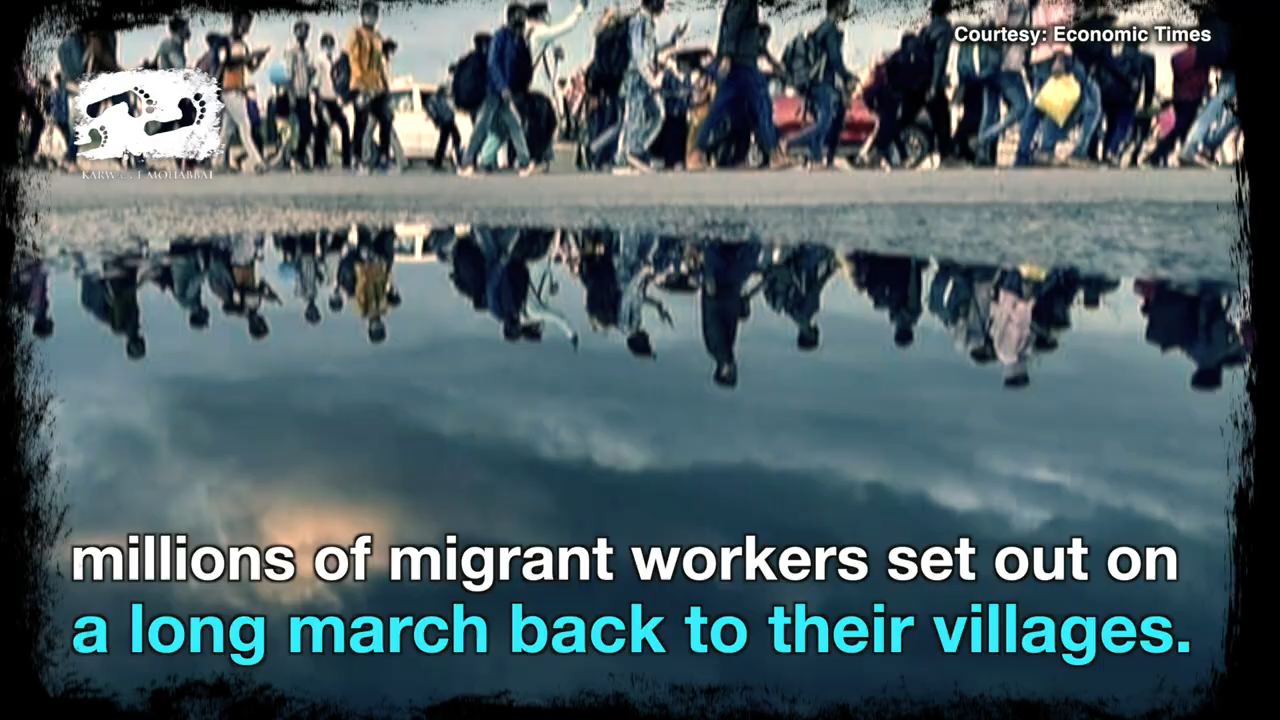 Courtesy: Economic Times
millions of migrant workers set out on
a long march back to their villages.